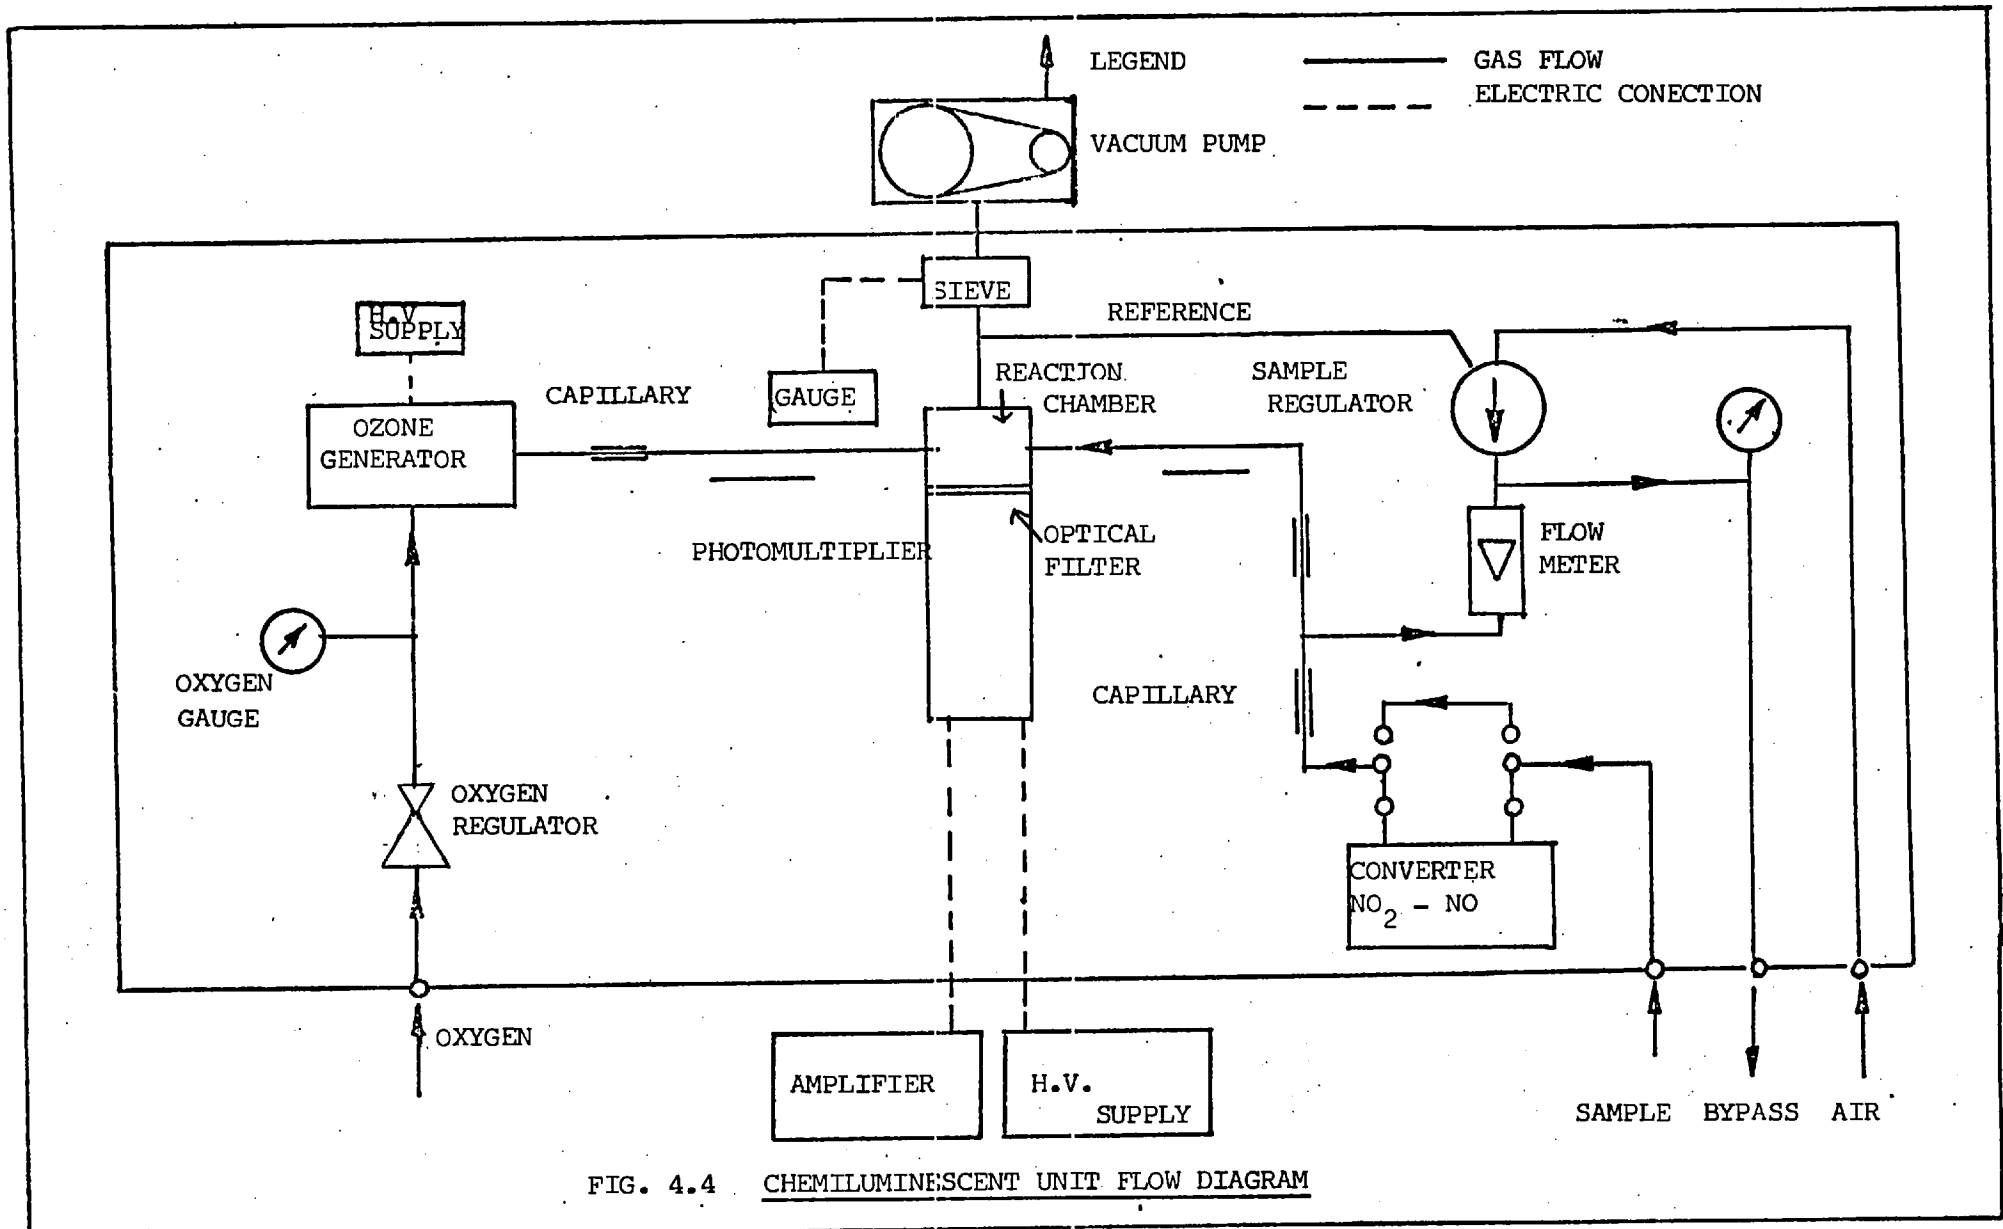 LEGEND
GAS FLOW
ELECTRIC CONECTION
VACUUM PUMP
SIEVE
H.V
SUPPLY
REFERENCE
CAPILLARY
GAUGE
REACTION
CHAMBER
SAMPLE
REGULATOR
OZONE
GENERATOR
PHOTOMULTIPLIER
OPTICAL
FILTER
FLOW
METER
OXYGEN
GAUGE
CAPILLARY
OXYGEN
REGULATOR
CONVERTER
NO2 - NO
OXYGEN
AMPLIFIER
H.V.
SUPPLY
SAMPLE BYPASS AIR
FIG. 4.4 CHEMILUMINESCENT UNIT FLOW DIAGRAM